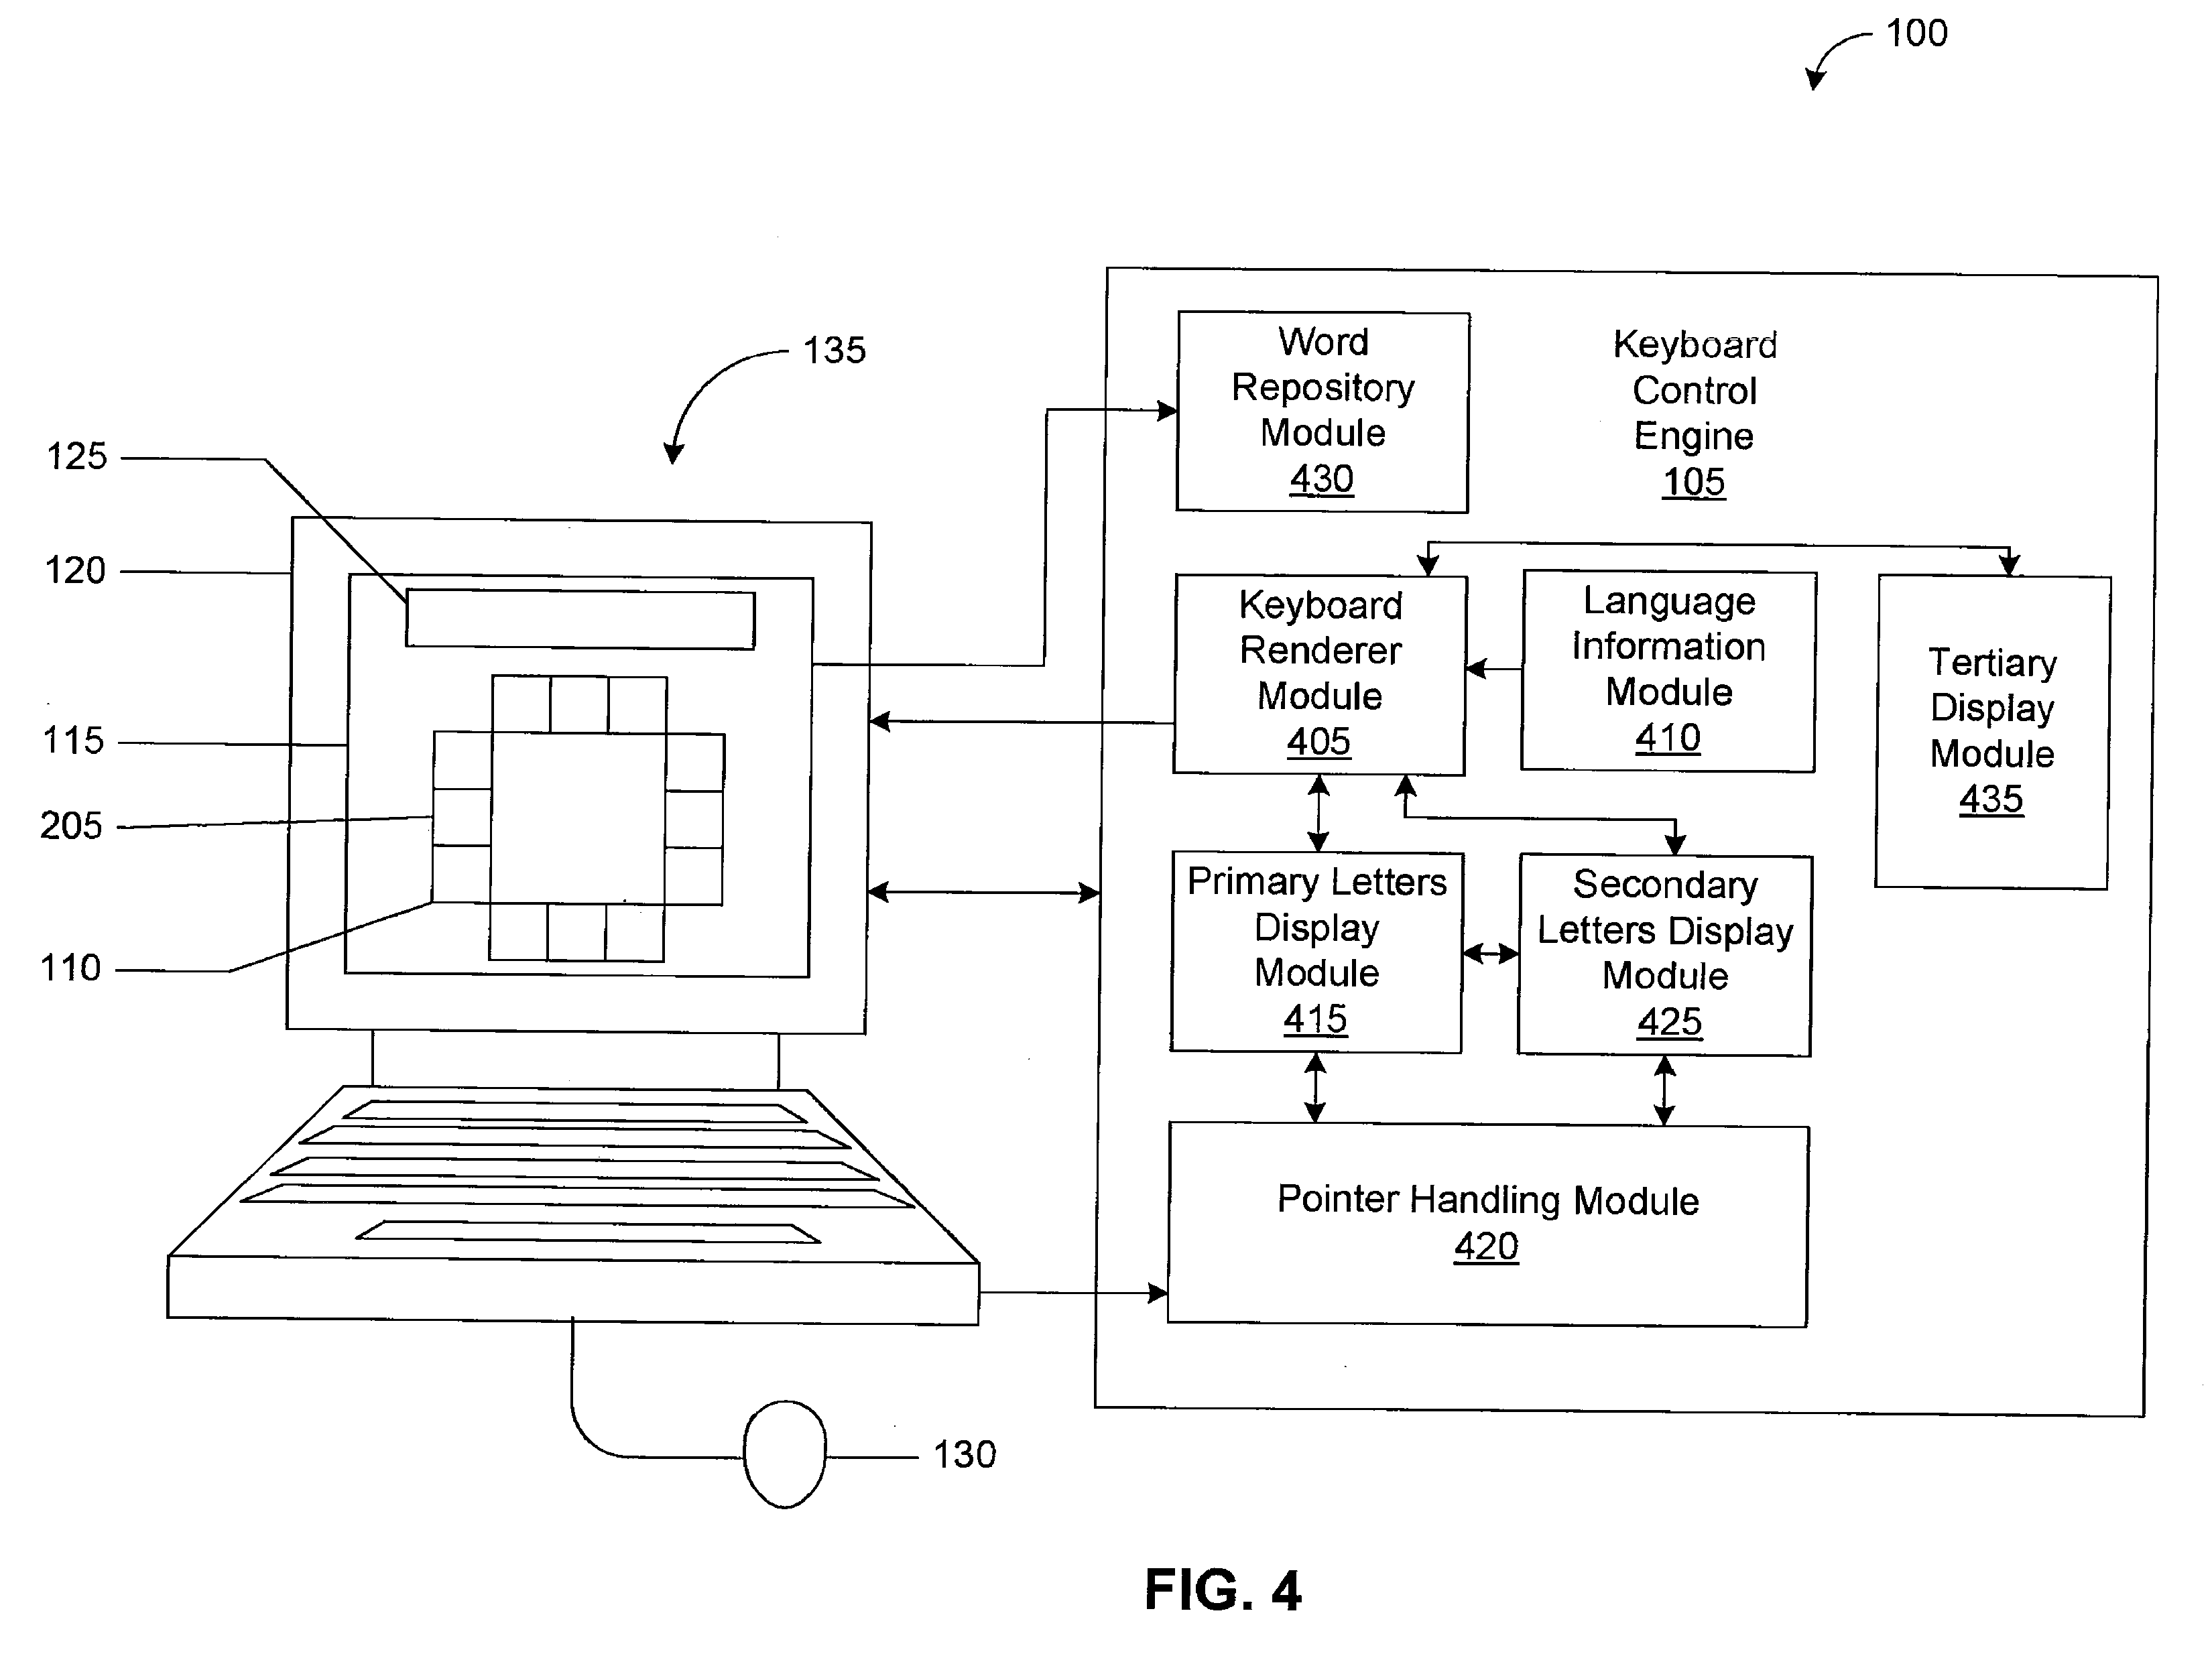 100
135
125
120
115
205
110
130
Word
Repository
Module
430
Keyboard
Control
Engine
105
Keyboard
Renderer
Module
405
Language
Information
Module
410
Tertiary
Display
Module
435
Primary Letters
Display
Module
415
Secondary
Letters Display
Module
425
Pointer Handling Module
420
FIG. 4